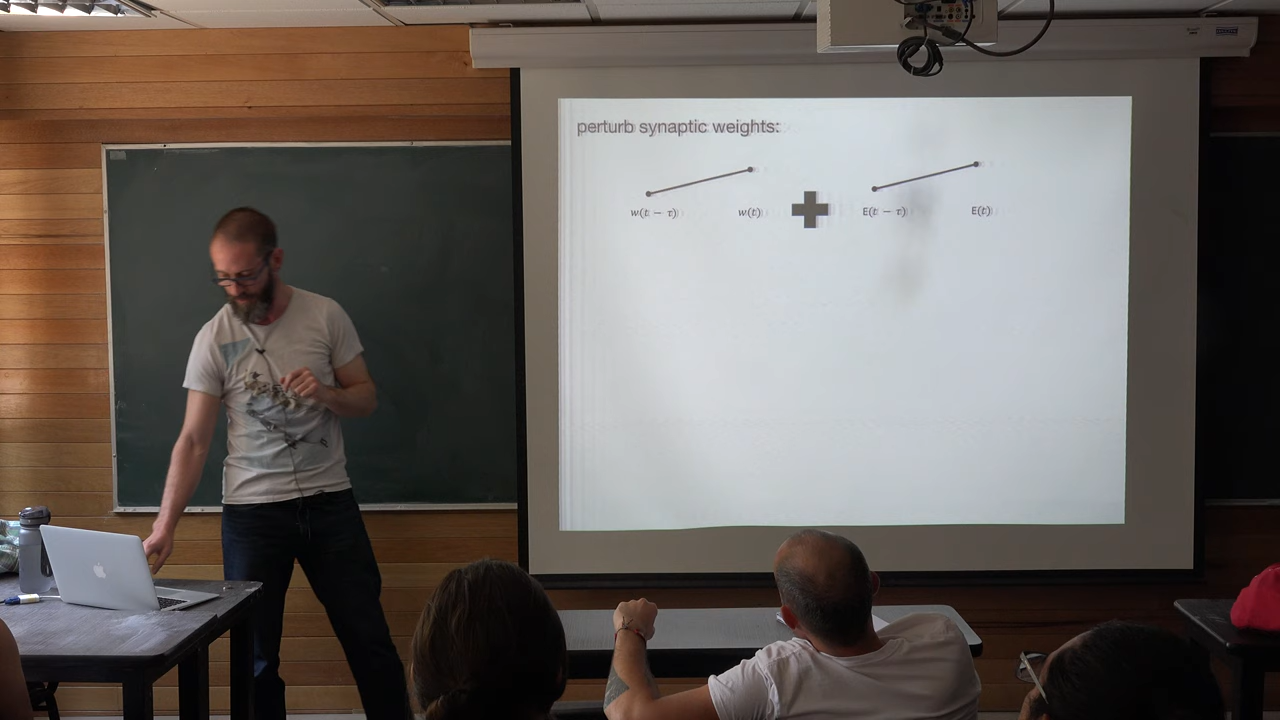 perturb synaptic weights:
w(t − τ) w(t) + E(t − τ) E(t)